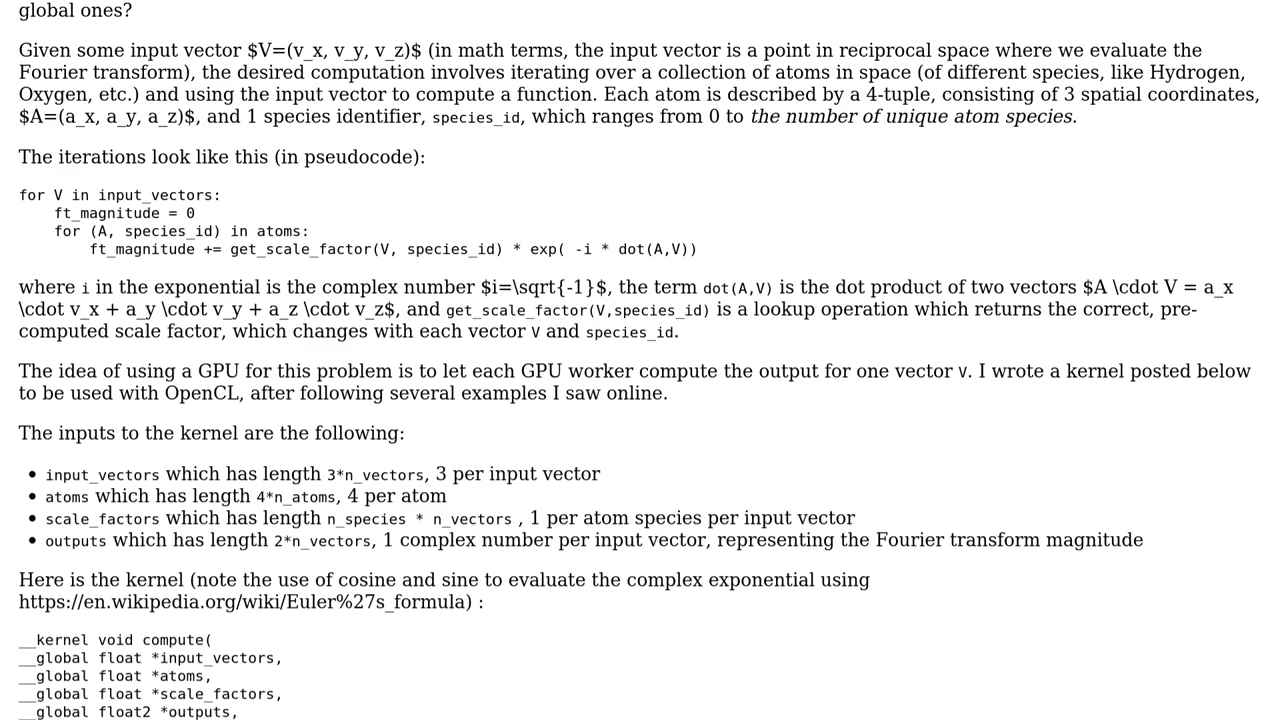 global ones?
Given some input vector $V=(v_x, v_y, v_z)$ (in math terms, the input vector is a point in reciprocal space where we evaluate the
Fourier transform), the desired computation involves iterating over a collection of atoms in space (of different species, like Hydrogen,
Oxygen, etc.) and using the input vector to compute a function. Each atom is described by a 4-tuple, consisting of 3 spatial coordinates,
$A=(a_x, a_y, a_z)$, and 1 species identifier, species_id, which ranges from 0 to the number of unique atom species.
The iterations look like this (in pseudocode):
for V in input_vectors:
    ft_magnitude = 0
    for (A, species_id) in atoms:
        ft_magnitude += get_scale_factor(V, species_id) * exp( -i * dot(A,V))
where i in the exponential is the complex number $i=\sqrt{-1}$, the term dot(A,V) is the dot product of two vectors $A \cdot V = a_x
\cdot v_x + a_y \cdot v_y + a_z \cdot v_z$, and get_scale_factor(V,species_id) is a lookup operation which returns the correct, pre-
computed scale factor, which changes with each vector V and species_id.
The idea of using a GPU for this problem is to let each GPU worker compute the output for one vector V. I wrote a kernel posted below
to be used with OpenCL, after following several examples I saw online.
The inputs to the kernel are the following:
• input_vectors which has length 3*n_vectors, 3 per input vector
• atoms which has length 4*n_atoms, 4 per atom
• scale_factors which has length n_species * n_vectors , 1 per atom species per input vector
• outputs which has length 2*n_vectors, 1 complex number per input vector, representing the Fourier transform magnitude
Here is the kernel (note the use of cosine and sine to evaluate the complex exponential using
https://en.wikipedia.org/wiki/Euler%27s_formula) :
__kernel void compute(
__global float *input_vectors,
__global float *atoms,
__global float *scale_factors,
__global float2 *outputs,